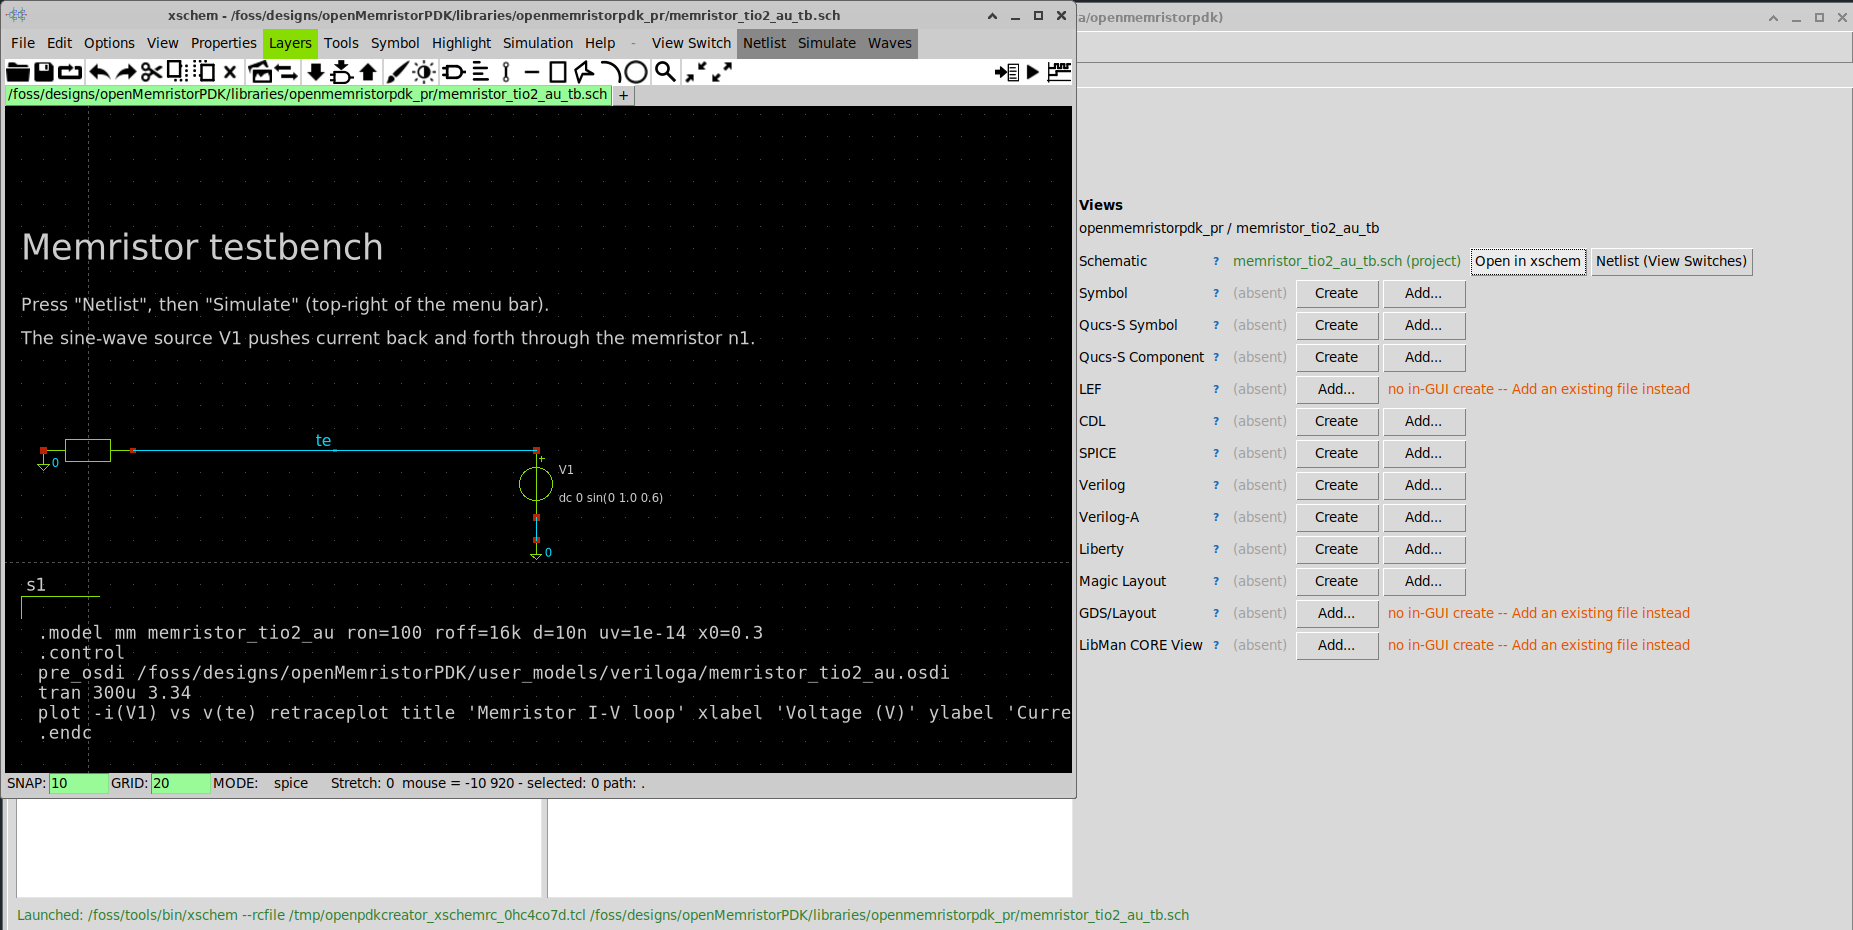 xschem - /foss/designs/openMemristorPDK/libraries/openmemristorpdk_pr/memristor_tio2_au_tb.sch
a/openmemristorpdk)
File Edit Options View Properties Layers Tools Symbol Highlight Simulation Help - View Switch Netlist Simulate Waves
/foss/designs/openMemristorPDK/libraries/openmemristorpdk_pr/memristor_tio2_au_tb.sch +
Memristor testbench
Press "Netlist", then "Simulate" (top-right of the menu bar).
The sine-wave source V1 pushes current back and forth through the memristor n1.
te
0
+
V1
dc 0 sin(0 1.0 0.6)
0
s1
.model mm memristor_tio2_au ron=100 roff=16k d=10n uv=1e-14 x0=0.3
.control
pre_osdi /foss/designs/openMemristorPDK/user_models/veriloga/memristor_tio2_au.osdi
tran 300u 3.34
plot -i(V1) vs v(te) retraceplot title 'Memristor I-V loop' xlabel 'Voltage (V)' ylabel 'Curre
.endc
SNAP: 10 GRID: 20 MODE: spice Stretch: 0 mouse = -10 920 - selected: 0 path: .
Views
openmemristorpdk_pr / memristor_tio2_au_tb
Schematic ? memristor_tio2_au_tb.sch (project) Open in xschem Netlist (View Switches)
Symbol ? (absent) Create Add...
Qucs-S Symbol ? (absent) Create Add...
Qucs-S Component ? (absent) Create Add...
LEF ? (absent) Add... no in-GUI create -- Add an existing file instead
CDL ? (absent) Create Add...
SPICE ? (absent) Create Add...
Verilog ? (absent) Create Add...
Verilog-A ? (absent) Create Add...
Liberty ? (absent) Create Add...
Magic Layout ? (absent) Create Add...
GDS/Layout ? (absent) Add... no in-GUI create -- Add an existing file instead
LibMan CORE View ? (absent) Add... no in-GUI create -- Add an existing file instead
Launched: /foss/tools/bin/xschem --rcfile /tmp/openpdkcreator_xschemrc_0hc4co7d.tcl /foss/designs/openMemristorPDK/libraries/openmemristorpdk_pr/memristor_tio2_au_tb.sch